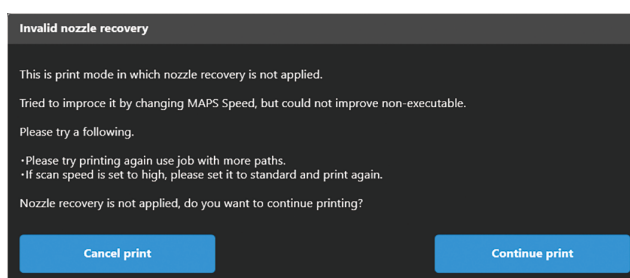 Invalid nozzle recovery
This is print mode in which nozzle recovery is not applied.
Tried to improce it by changing MAPS Speed, but could not improve non-executable.
Please try a following.
・Please try printing again use job with more paths.
・If scan speed is set to high, please set it to standard and print again.
Nozzle recovery is not applied, do you want to continue printing?
Cancel print
Continue print